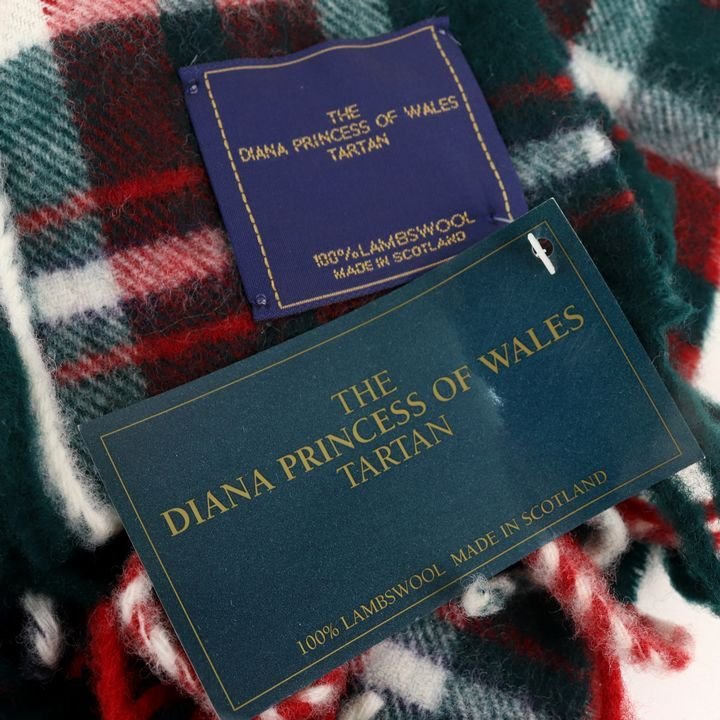 THE
DIANA PRINCESS OF WALES
TARTAN
100% LAMBSWOOL
MADE IN SCOTLAND
THE
DIANA PRINCESS OF WALES
TARTAN
100% LAMBSWOOL MADE IN SCOTLAND